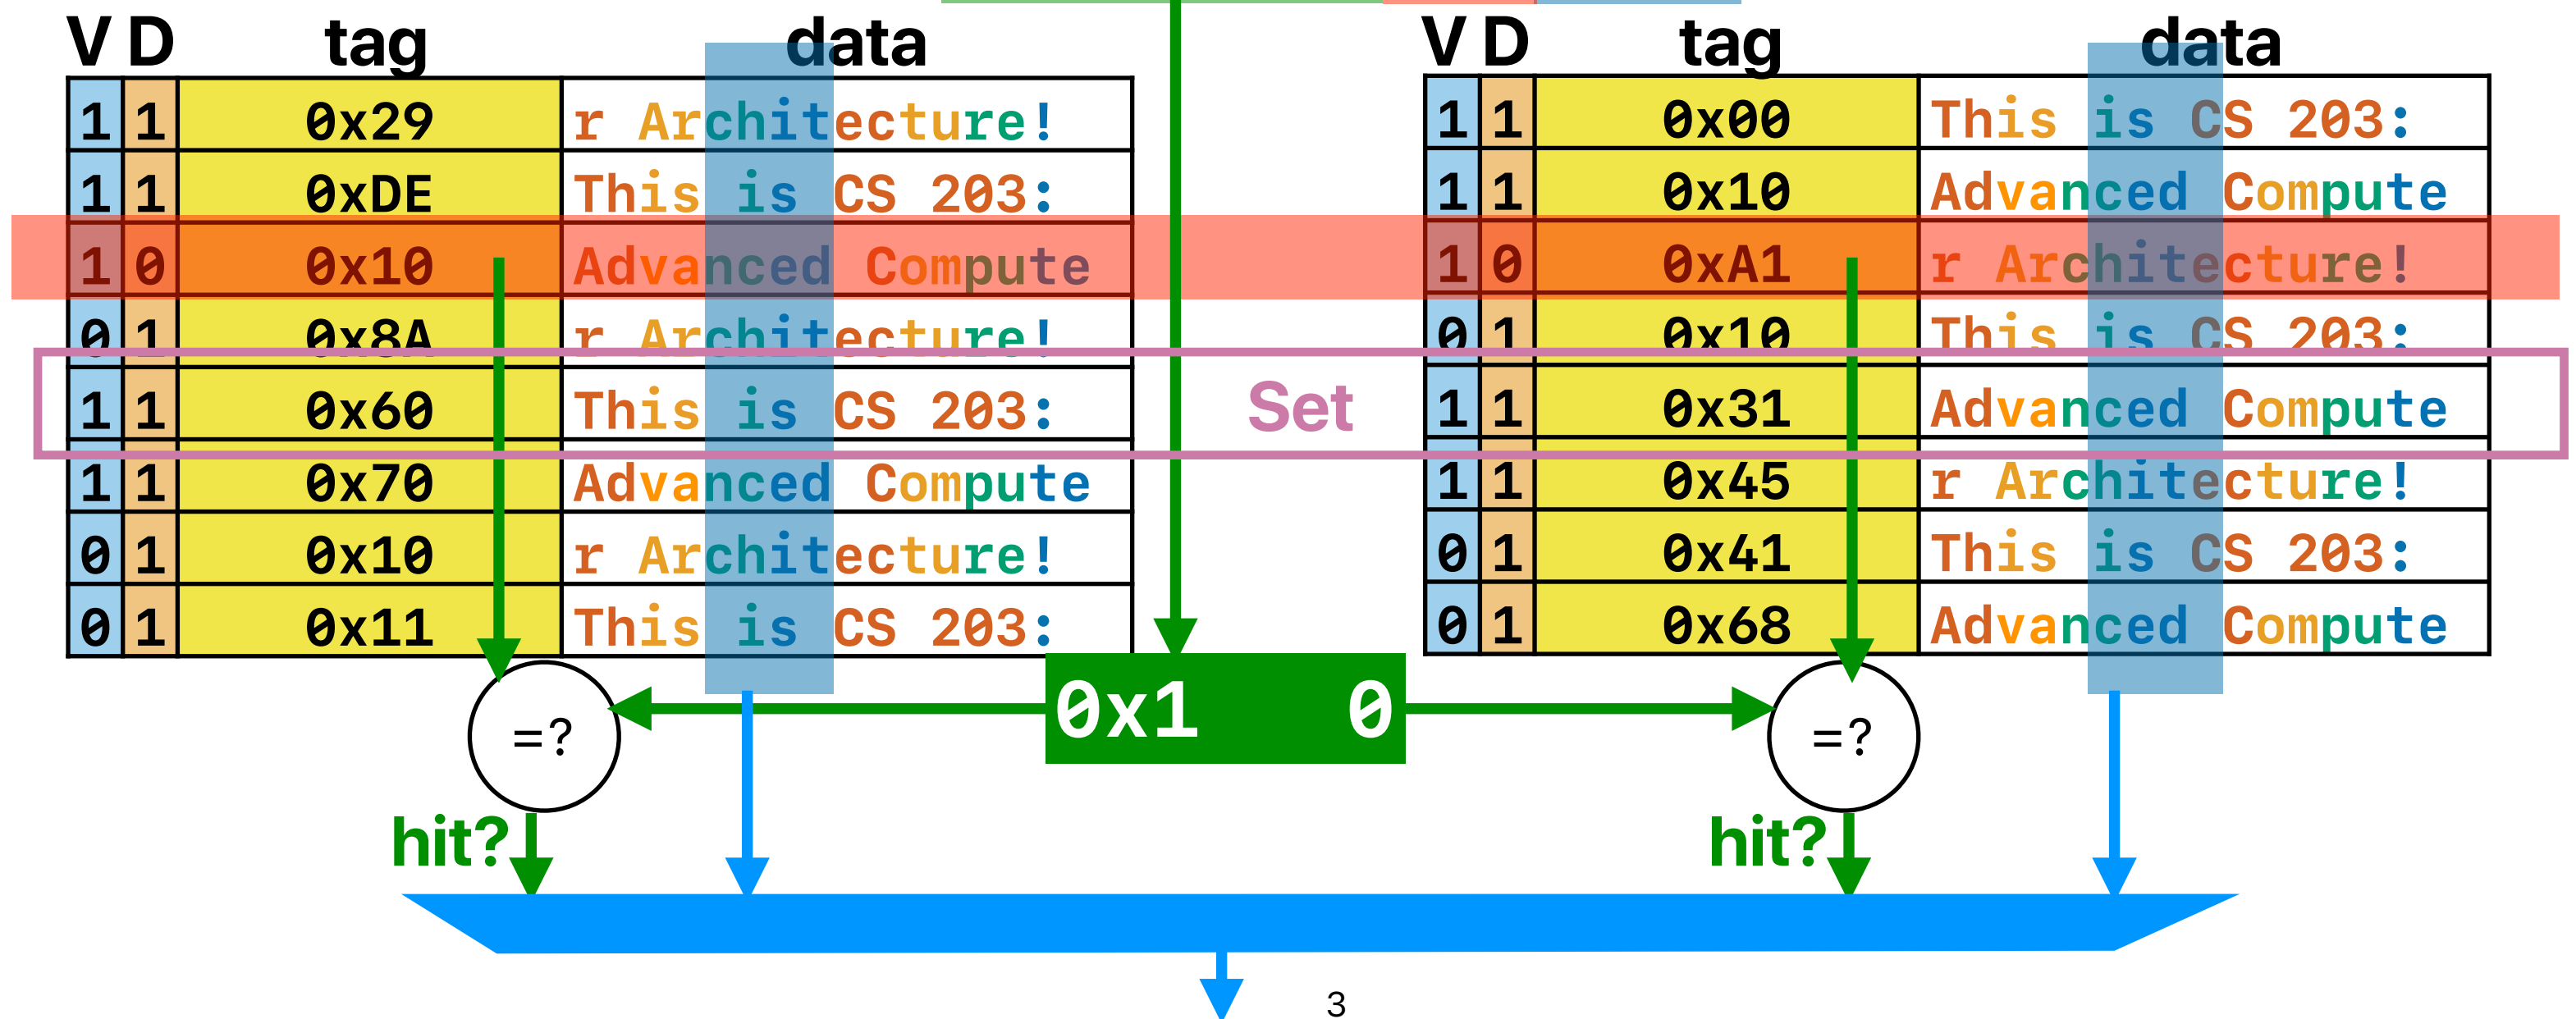 V D tag data V D tag data
1 1 0x29 r Architecture! 1 1 0x00 This is CS 203:
1 1 0xDE This is CS 203: 1 1 0x10 Advanced Compute
1 0 0x10 Advanced Compute 1 0 0xA1 r Architecture!
0 1 0x8A r Architecture! 0 1 0x10 This is CS 203:
1 1 0x60 This is CS 203: Set 1 1 0x31 Advanced Compute
1 1 0x70 Advanced Compute 1 1 0x45 r Architecture!
0 1 0x10 r Architecture! 0 1 0x41 This is CS 203:
0 1 0x11 This is CS 203: 0 1 0x68 Advanced Compute
=? 0x1 0 =?
hit? hit?
3